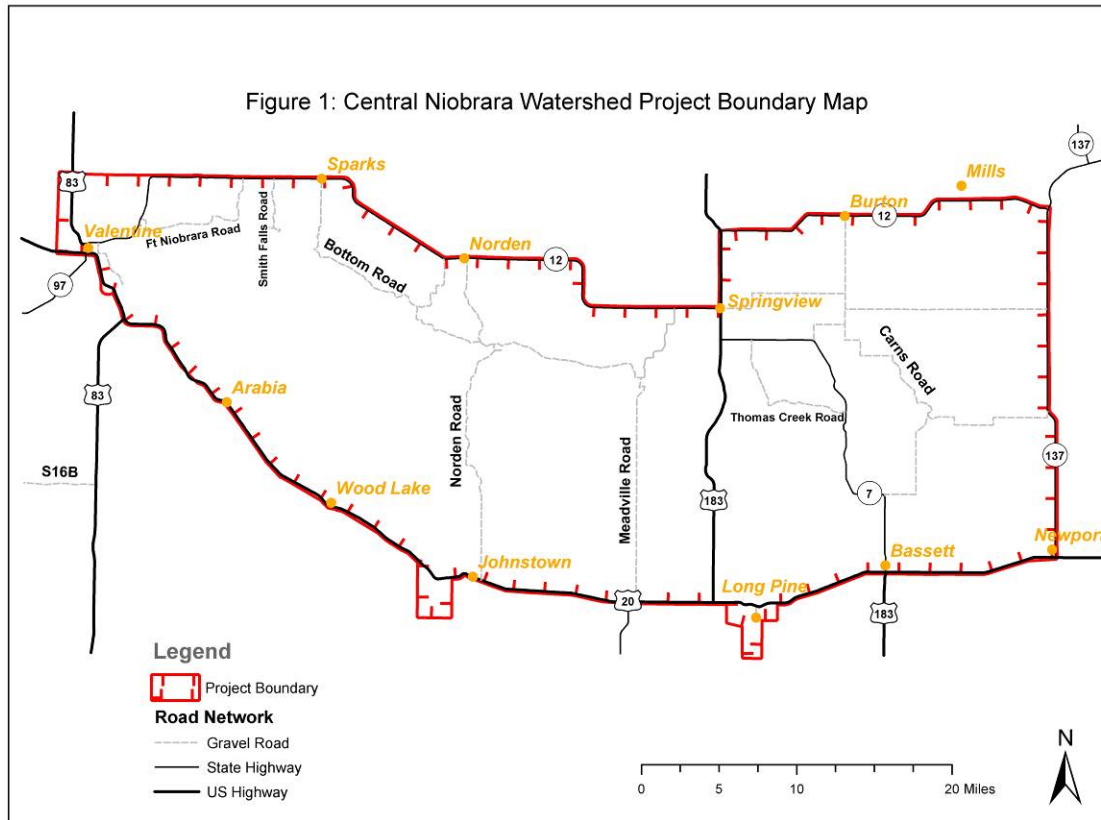 Figure 1: Central Niobrara Watershed Project Boundary Map
137
Mills
Sparks
83
Burton
12
Valentine
Ft Niobrara Road
Smith Falls Road
Bottom Road
Norden
12
97
Springview
Carns Road
83
Arabia
Thomas Creek Road
Norden Road
Meadville Road
137
S16B
Wood Lake
183
7
Newport
Johnstown
Bassett
Long Pine
20
183
Legend
Project Boundary
Road Network
Gravel Road
State Highway
US Highway
0 5 10 20 Miles
N